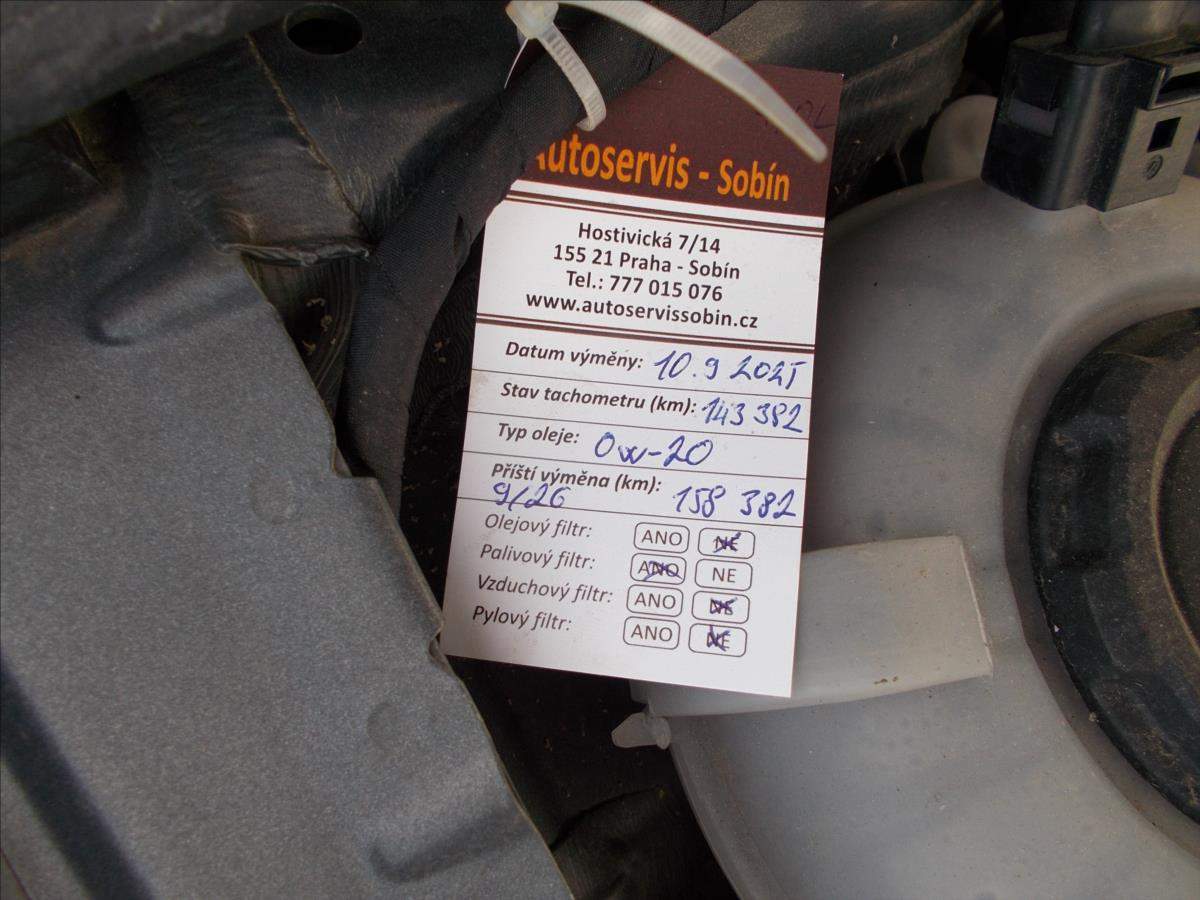 Autoservis - Sobín
Hostivická 7/14
155 21 Praha - Sobín
Tel.: 777 015 076
www.autoservissobin.cz
Datum výměny: 10.9 2025
Stav tachometru (km): 143 382
Typ oleje: 0w-20
Příští výměna (km): 158 382
9/26
Olejový filtr: ANO NE
Palivový filtr: ANO NE
Vzduchový filtr: ANO NE
Pylový filtr: ANO NE